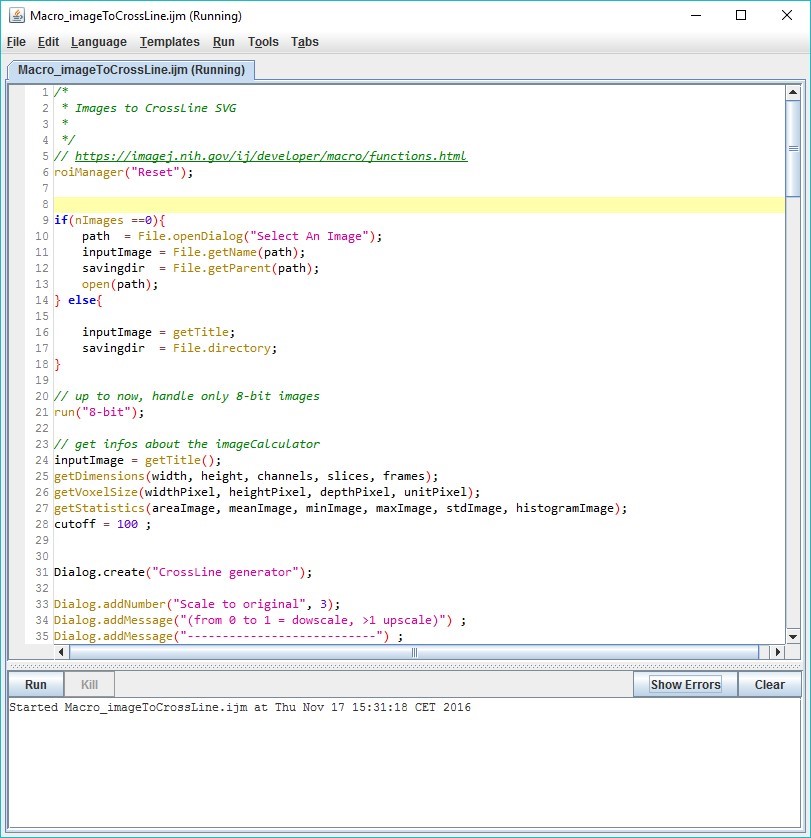 Macro_imageToCrossLine.ijm (Running)
File Edit Language Templates Run Tools Tabs
Macro_imageToCrossLine.ijm (Running)
1 /*
2  * Images to CrossLine SVG
3  *
4  */
5 // https://imagej.nih.gov/ij/developer/macro/functions.html
6 roiManager("Reset");
7
8
9 if(nImages ==0){
10     path  = File.openDialog("Select An Image");
11     inputImage = File.getName(path);
12     savingdir  = File.getParent(path);
13     open(path);
14 } else{
15
16     inputImage = getTitle;
17     savingdir  = File.directory;
18 }
19
20 // up to now, handle only 8-bit images
21 run("8-bit");
22
23 // get infos about the imageCalculator
24 inputImage = getTitle();
25 getDimensions(width, height, channels, slices, frames);
26 getVoxelSize(widthPixel, heightPixel, depthPixel, unitPixel);
27 getStatistics(areaImage, meanImage, minImage, maxImage, stdImage, histogramImage);
28 cutoff = 100 ;
29
30
31 Dialog.create("CrossLine generator");
32
33 Dialog.addNumber("Scale to original", 3);
34 Dialog.addMessage("(from 0 to 1 = dowscale, >1 upscale)") ;
35 Dialog.addMessage("---------------------------") ;
Run Kill Show Errors Clear
Started Macro_imageToCrossLine.ijm at Thu Nov 17 15:31:18 CET 2016